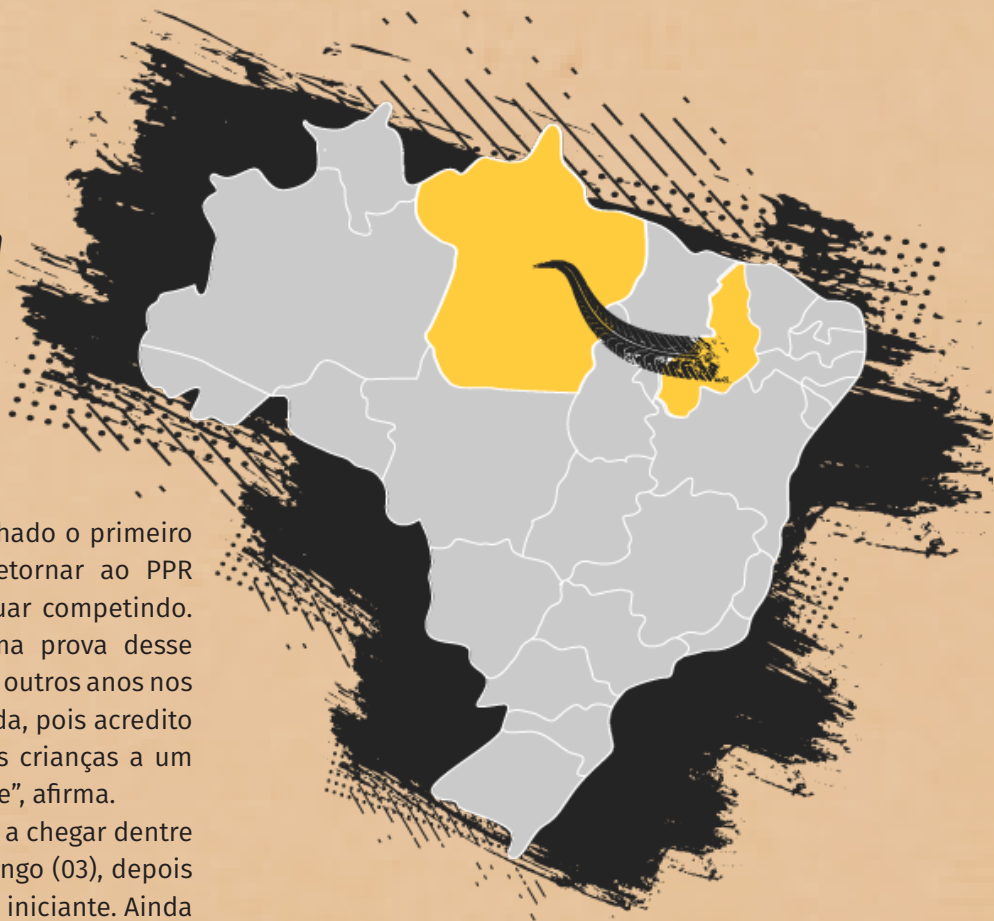 hado o primeiro
etornar ao PPR
uar competindo.
na prova desse
outros anos nos
da, pois acredito
s crianças a um
e”, afirma.
a chegar dentre
ngo (03), depois
iniciante. Ainda